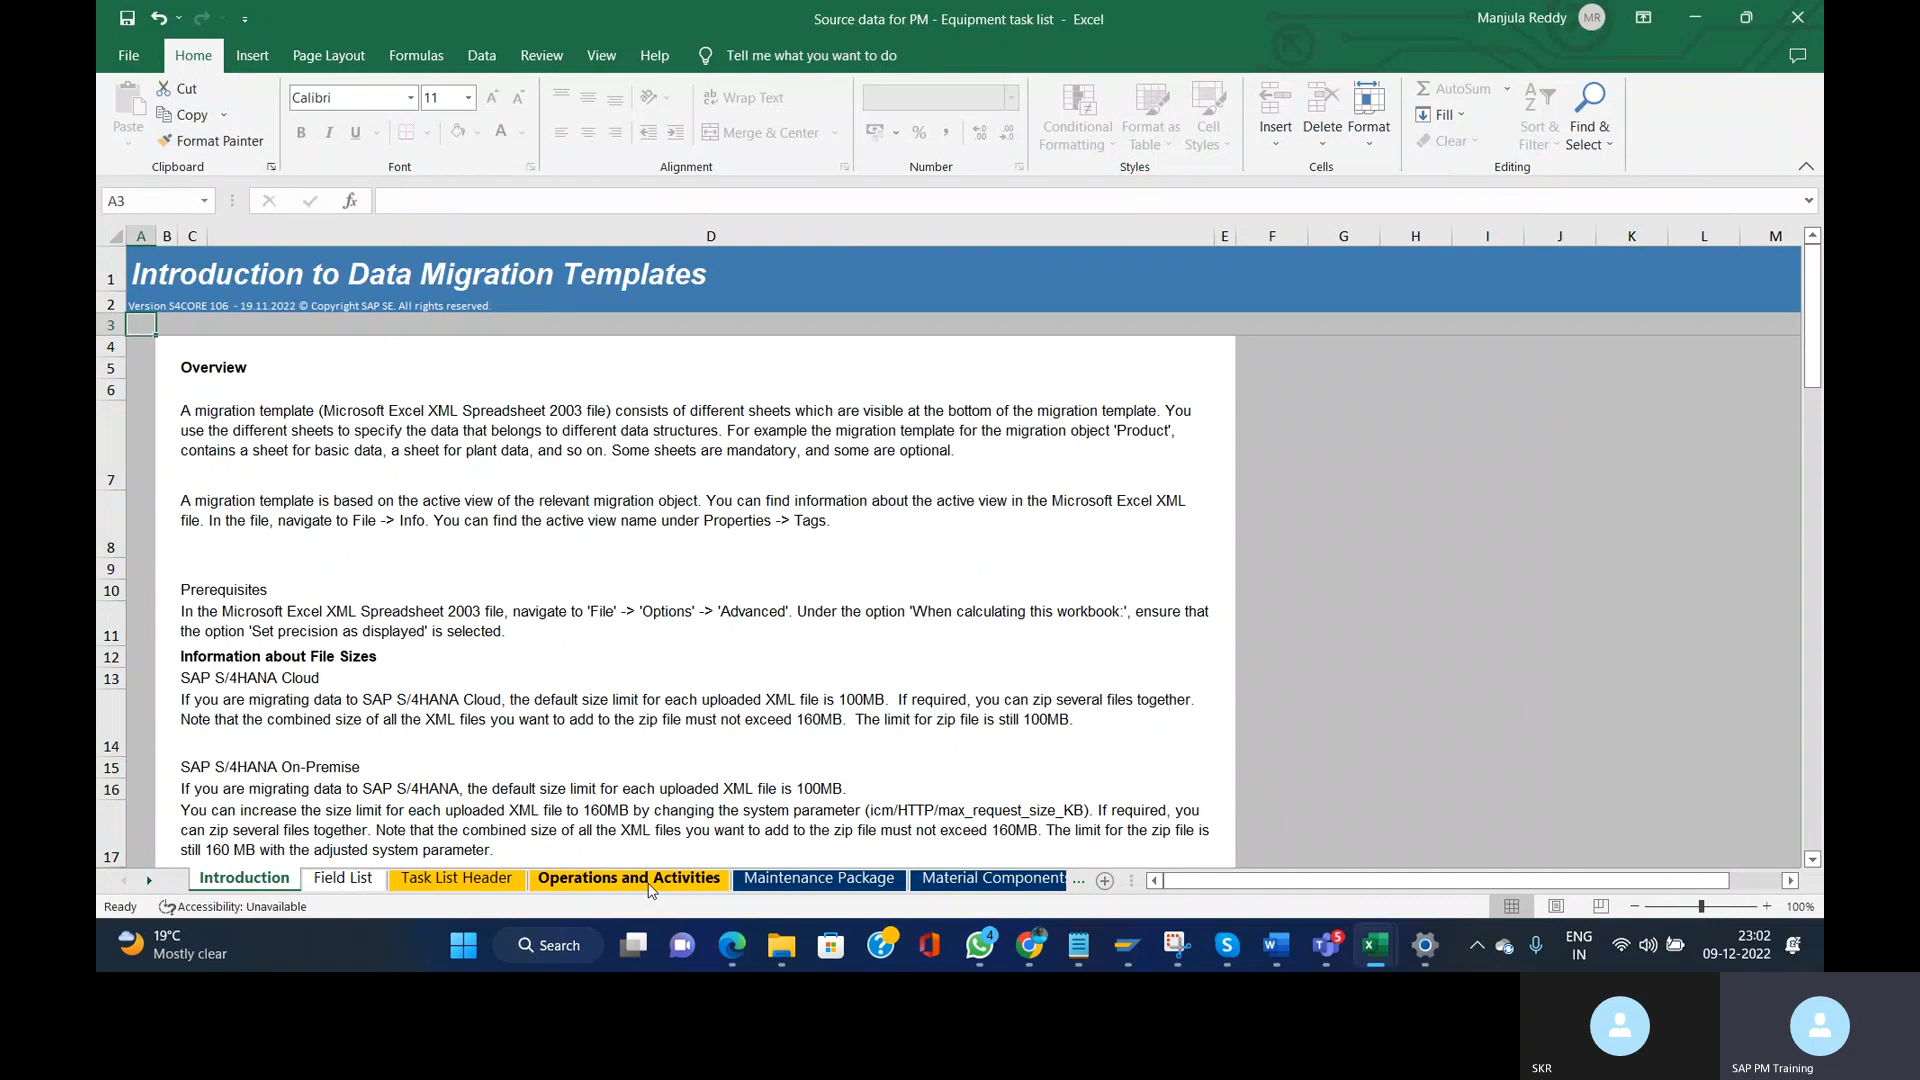 Source data for PM - Equipment task list - Excel
Manjula Reddy
MR
File
Home
Insert
Page Layout
Formulas
Data
Review
View
Help
Tell me what you want to do
Paste
Cut
Copy
Format Painter
Clipboard
Calibri
11
B I U
Font
Wrap Text
Merge & Center
Alignment
Number
Conditional Formatting
Format as Table
Cell Styles
Styles
Insert
Delete
Format
Cells
AutoSum
Fill
Clear
Sort & Filter
Find & Select
Editing
A3
fx
A B C D E F G H I J K L M
1 Introduction to Data Migration Templates
2 Version S4CORE 106 - 19.11.2022 © Copyright SAP SE. All rights reserved.
3
4
5 Overview
6
A migration template (Microsoft Excel XML Spreadsheet 2003 file) consists of different sheets which are visible at the bottom of the migration template. You
use the different sheets to specify the data that belongs to different data structures. For example the migration template for the migration object 'Product',
contains a sheet for basic data, a sheet for plant data, and so on. Some sheets are mandatory, and some are optional.
7
A migration template is based on the active view of the relevant migration object. You can find information about the active view in the Microsoft Excel XML
file. In the file, navigate to File -> Info. You can find the active view name under Properties -> Tags.
8
9
10 Prerequisites
In the Microsoft Excel XML Spreadsheet 2003 file, navigate to 'File' -> 'Options' -> 'Advanced'. Under the option 'When calculating this workbook:', ensure that
11 the option 'Set precision as displayed' is selected.
12 Information about File Sizes
13 SAP S/4HANA Cloud
If you are migrating data to SAP S/4HANA Cloud, the default size limit for each uploaded XML file is 100MB. If required, you can zip several files together.
Note that the combined size of all the XML files you want to add to the zip file must not exceed 160MB. The limit for zip file is still 100MB.
14
15 SAP S/4HANA On-Premise
16 If you are migrating data to SAP S/4HANA, the default size limit for each uploaded XML file is 100MB.
You can increase the size limit for each uploaded XML file to 160MB by changing the system parameter (icm/HTTP/max_request_size_KB). If required, you
can zip several files together. Note that the combined size of all the XML files you want to add to the zip file must not exceed 160MB. The limit for the zip file is
17 still 160 MB with the adjusted system parameter.
Introduction
Field List
Task List Header
Operations and Activities
Maintenance Package
Material Component
...
Ready
Accessibility: Unavailable
100%
19°C
Mostly clear
Search
4
5
ENG
IN
23:02
09-12-2022
SKR
SAP PM Training